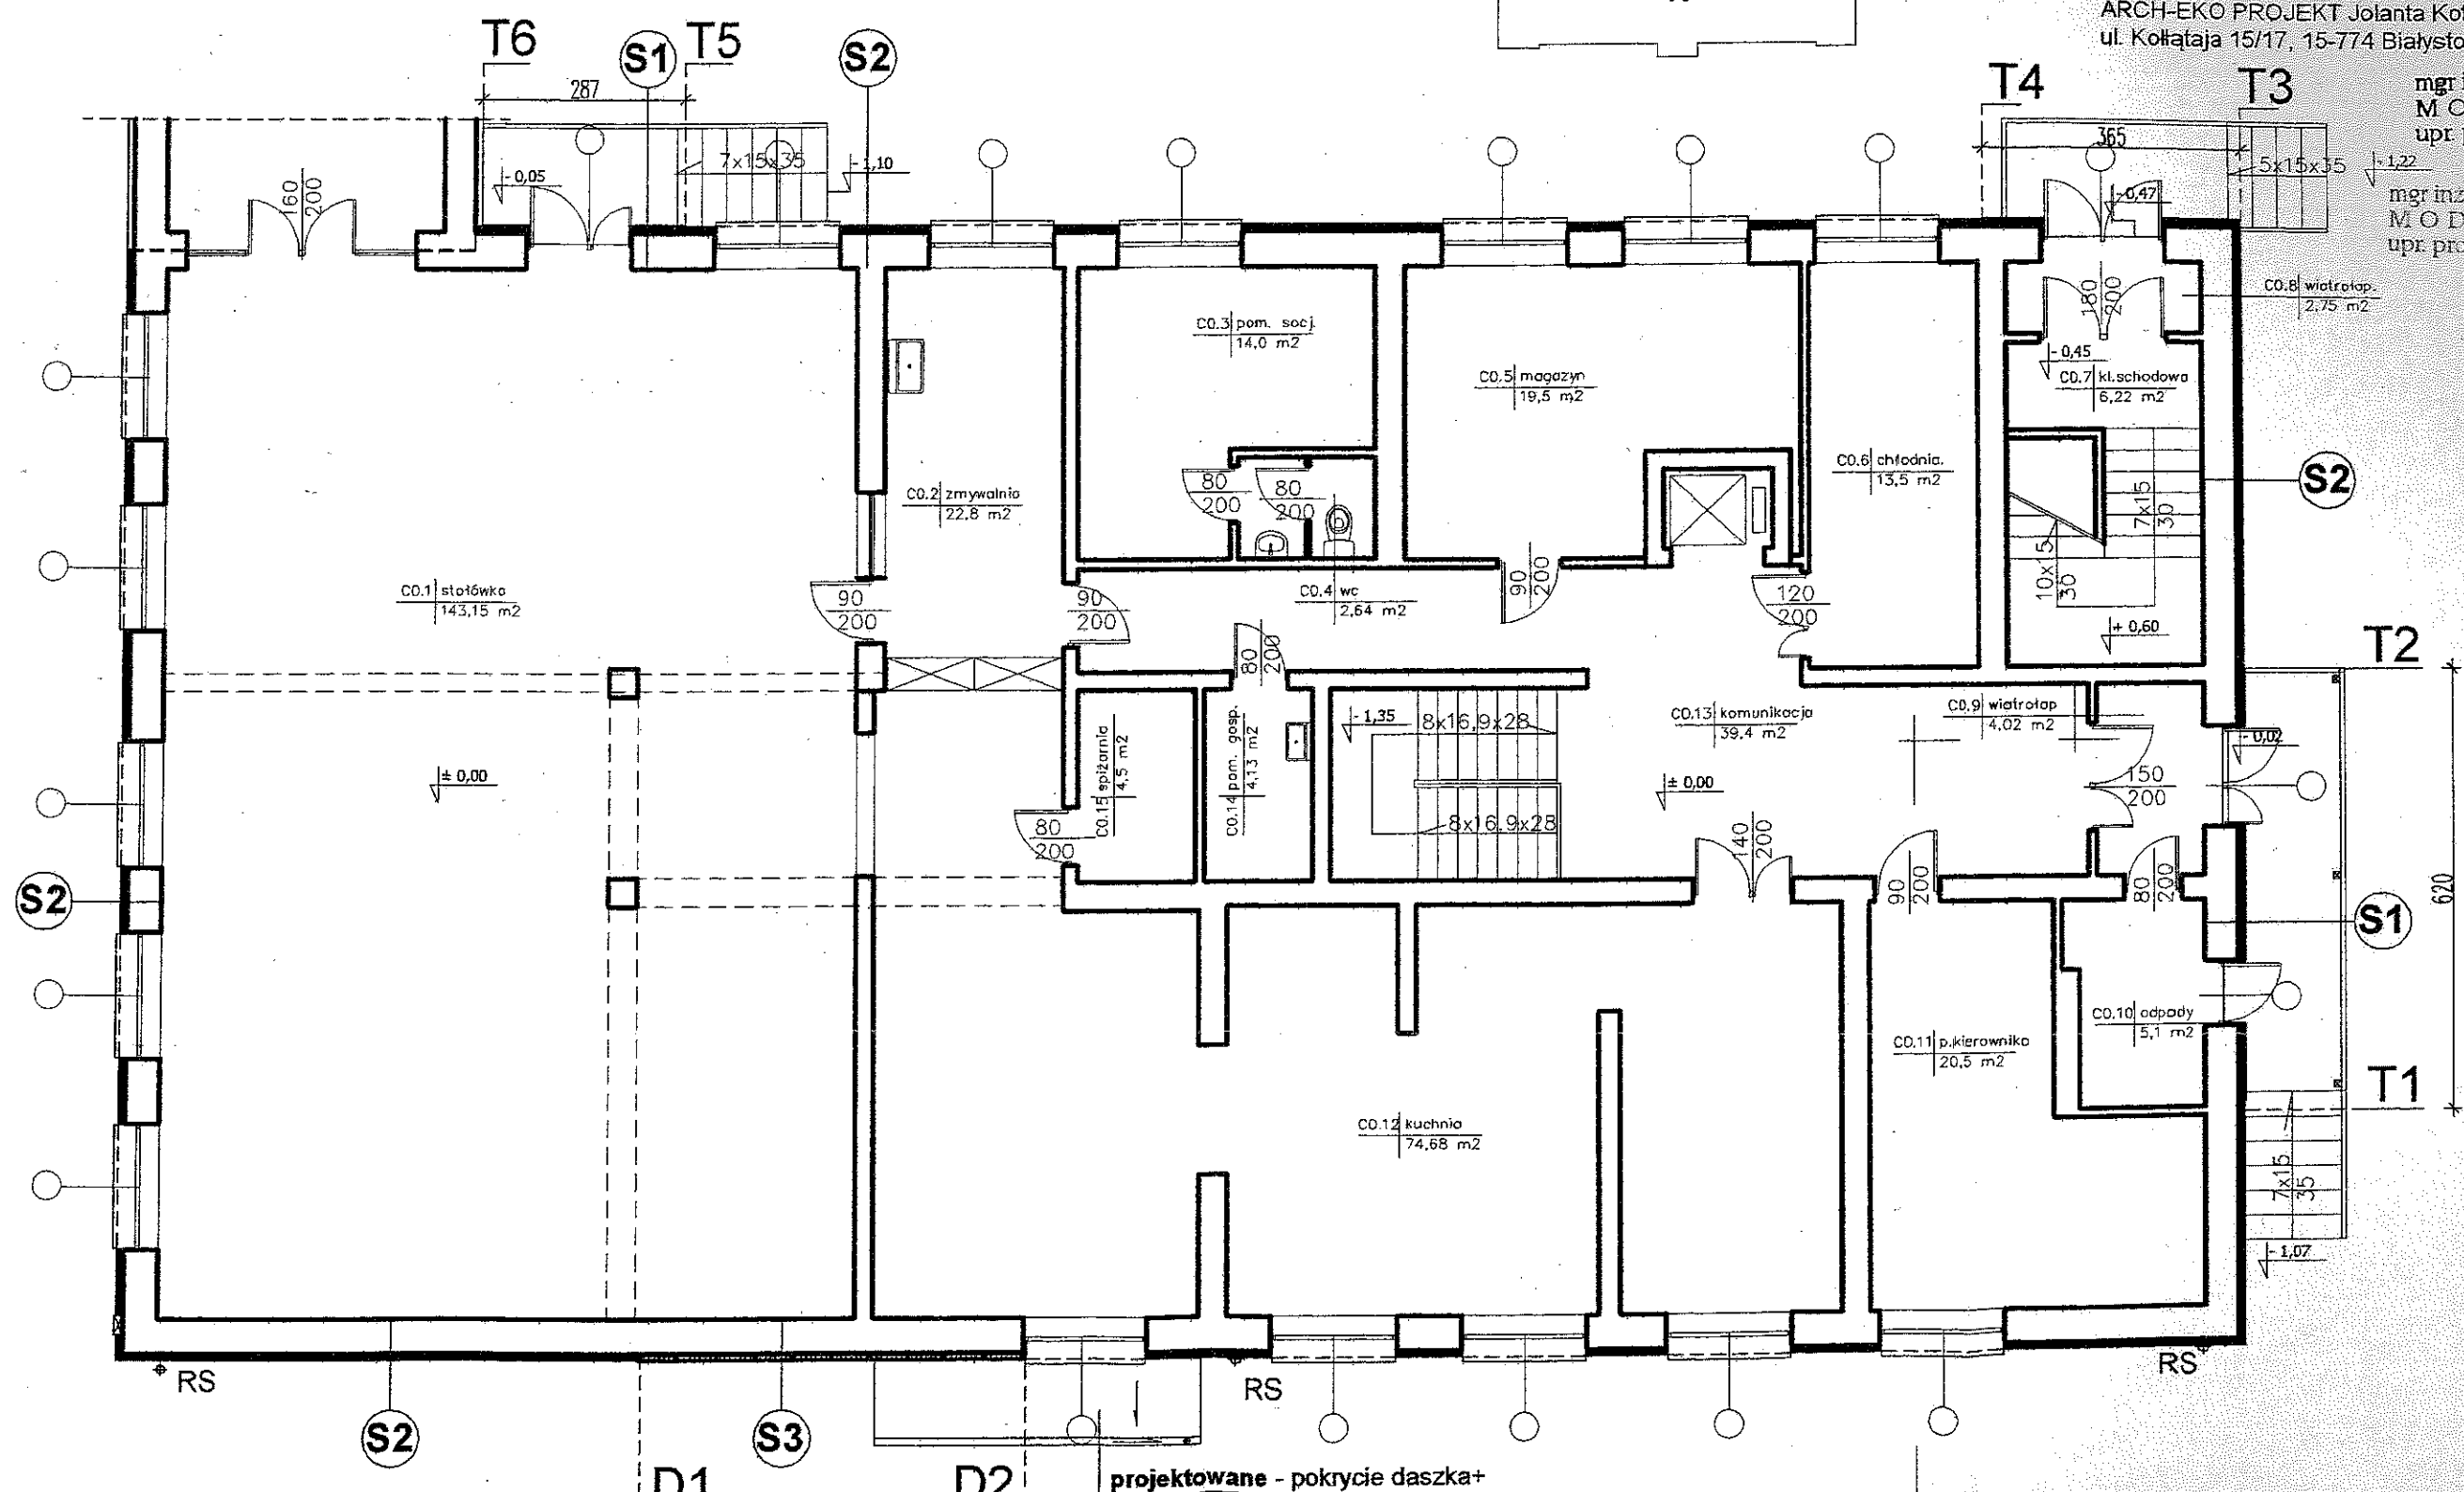 ARCH-EKO PROJEKT Jolanta
ul. Kołłątaja 15/17, 15-774
T6
S1
T5
S2
T4
T3
mgr
M O
upr.
287
365
7x15x35
- 0,05
- 1,10
5x15x35
- 1,22
-0,47
mgr inż
M O D
upr. pr
160
200
180
200
C0.8 wiatrołap.
2,75 m2
C0.3 pom. socj.
14,0 m2
- 0,45
C0.5 magazyn
19,5 m2
C0.7 kl.schodowa
6,22 m2
C0.6 chłodnia.
13,5 m2
S2
80
200
80
200
C0.2 zmywalnia
22,8 m2
7x15
30
10x15
30
C0.1 stołówka
143,15 m2
90
200
90
200
C0.4 wc
2,64 m2
90
200
120
200
+ 0,60
T2
80
200
- 1,35
8x16,9x28
C0.13 komunikacja
39.4 m2
C0.9 wiatrołap
4,02 m2
- 0,02
C0.15 spiżarnia
4,5 m2
C0.14 pom. gosp.
4,13 m2
± 0,00
± 0,00
150
200
80
200
8x16,9x28
140
200
90
200
80
200
620
S2
S1
C0.10 odpady
5,1 m2
C0.11 p.kierownika
20,5 m2
T1
C0.12 kuchnia
74,68 m2
7x15
35
- 1,07
RS
RS
RS
S2
S3
D1
D2
projektowane - pokrycie daszka+